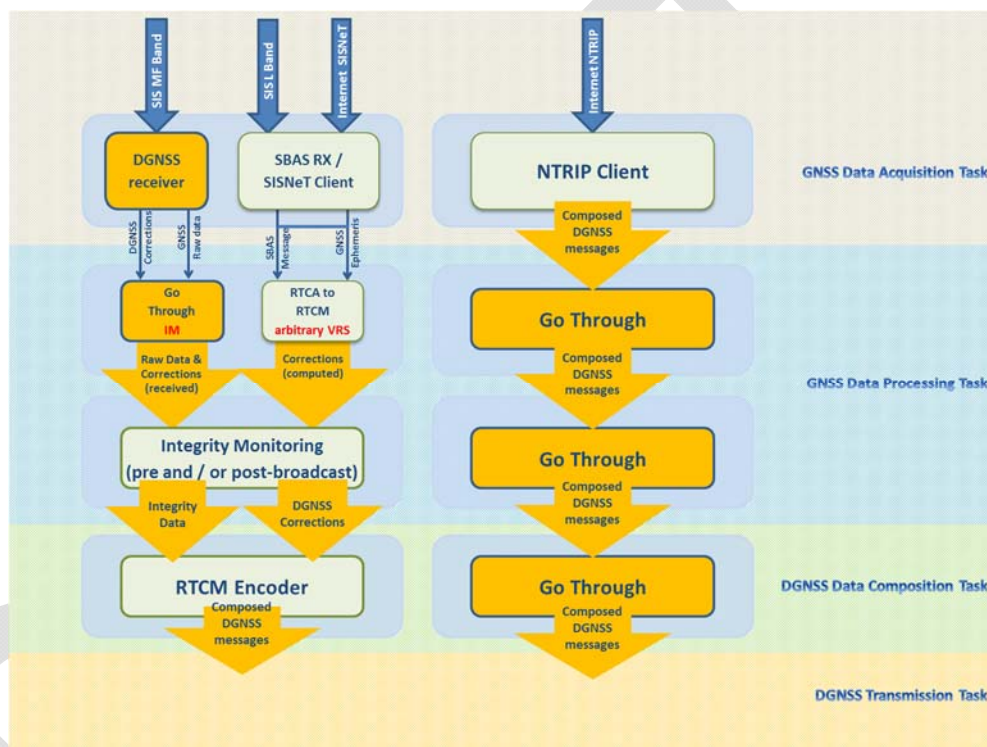 SIS MF Band
SIS L Band
Internet SISNeT
Internet NTRIP
DGNSS
receiver
SBAS RX /
SISNeT Client
NTRIP Client
GNSS Data Acquisition Task
DGNSS
Corrections
GNSS
Raw data
SBAS
Message
GNSS
Ephemeris
Composed
DGNSS
messages
Go
Through
IM
RTCA to
RTCM
arbitrary VRS
Go Through
Raw Data &
Corrections
(received)
Corrections
(computed)
Composed
DGNSS
messages
GNSS Data Processing Task
Integrity Monitoring
(pre and / or post-broadcast)
Go Through
Integrity
Data
DGNSS
Corrections
Composed
DGNSS
messages
RTCM Encoder
Go Through
DGNSS Data Composition Task
Composed
DGNSS
messages
Composed
DGNSS
messages
DGNSS Transmission Task